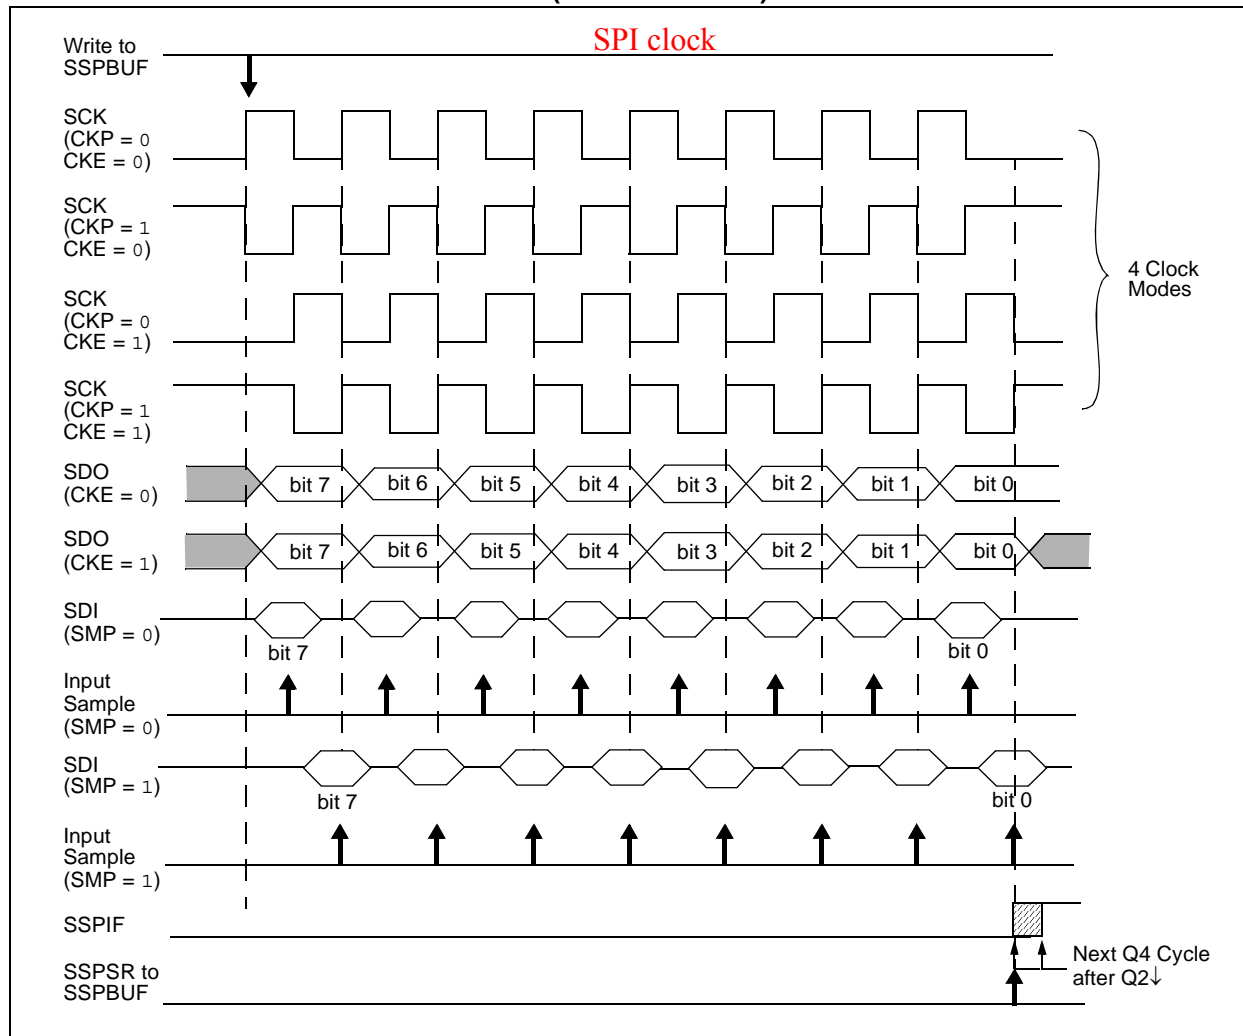 SPI clock
Write to
SSPBUF
SCK
(CKP = 0
CKE = 0)
SCK
(CKP = 1
CKE = 0)
SCK
(CKP = 0
CKE = 1)
SCK
(CKP = 1
CKE = 1)
4 Clock
Modes
SDO
(CKE = 0)
bit 7 bit 6 bit 5 bit 4 bit 3 bit 2 bit 1 bit 0
SDO
(CKE = 1)
bit 7 bit 6 bit 5 bit 4 bit 3 bit 2 bit 1 bit 0
SDI
(SMP = 0)
bit 7 bit 0
Input
Sample
(SMP = 0)
SDI
(SMP = 1)
bit 7 bit 0
Input
Sample
(SMP = 1)
SSPIF
Next Q4 Cycle
after Q2↓
SSPSR to
SSPBUF